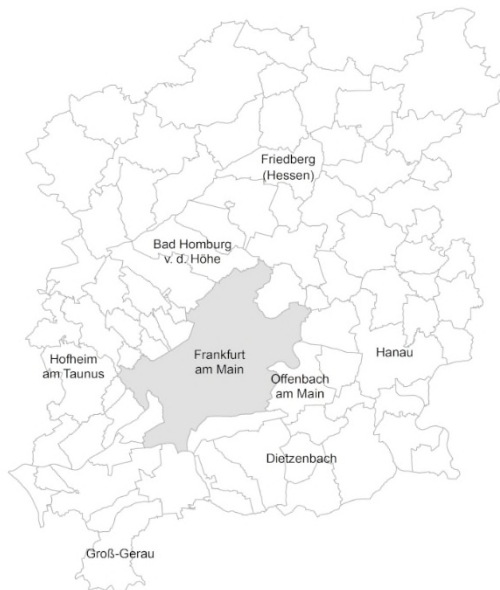 Friedberg
(Hessen)
Bad Homburg
v. d. Höhe
Frankfurt
am Main
Hanau
Hofheim
am Taunus
Offenbach
am Main
Dietzenbach
Groß-Gerau